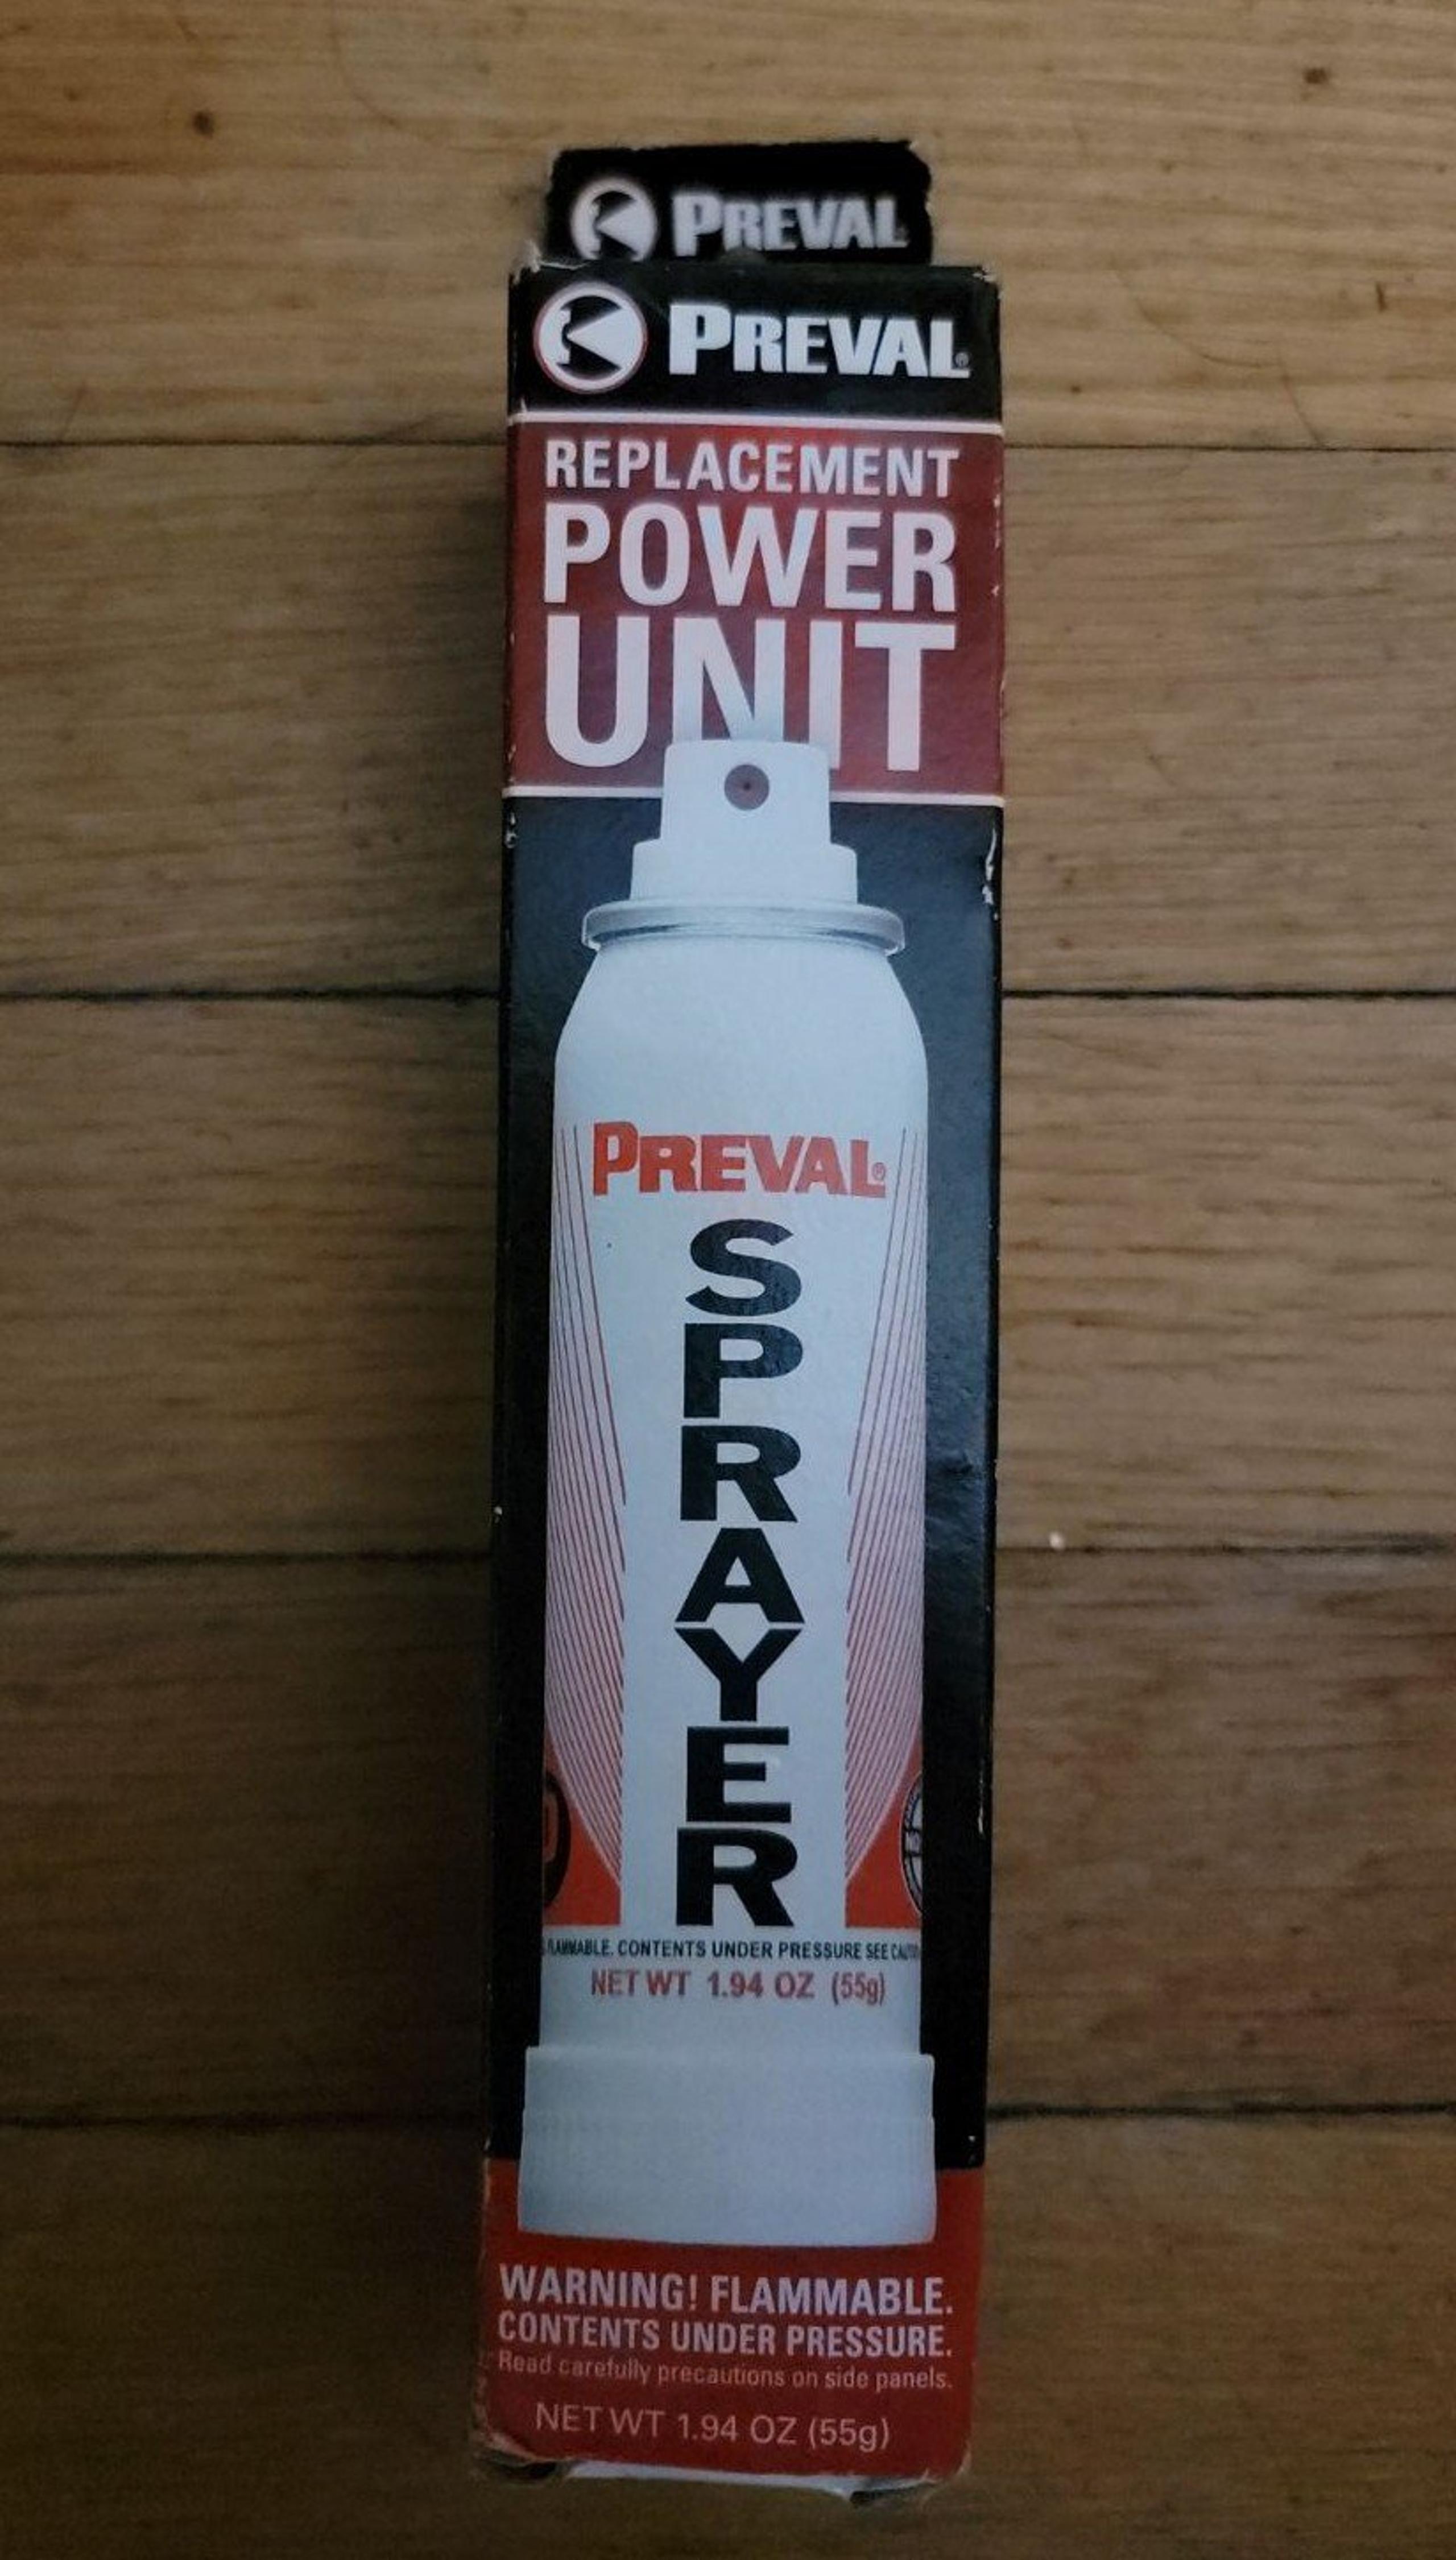 PREVAL
PREVAL®
REPLACEMENT
POWER
UNIT
PREVAL®
SPRAYER
FLAMMABLE. CONTENTS UNDER PRESSURE SEE
NET WT 1.94 OZ (55g)
WARNING! FLAMMABLE.
CONTENTS UNDER PRESSURE.
Read carefully precautions on side panels.
NET WT 1.94 OZ (55g)